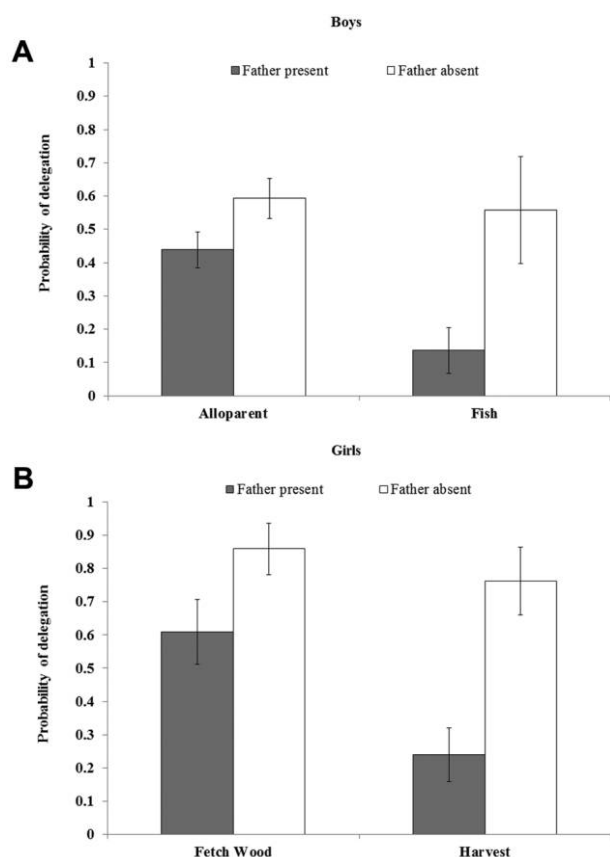 Boys
A
Father present Father absent
1
0.9
0.8
0.7
0.6
0.5
0.4
0.3
0.2
0.1
0
Probability of delegation
Alloparent Fish
Girls
B
Father present Father absent
1
0.9
0.8
0.7
0.6
0.5
0.4
0.3
0.2
0.1
0
Probability of delegation
Fetch Wood Harvest